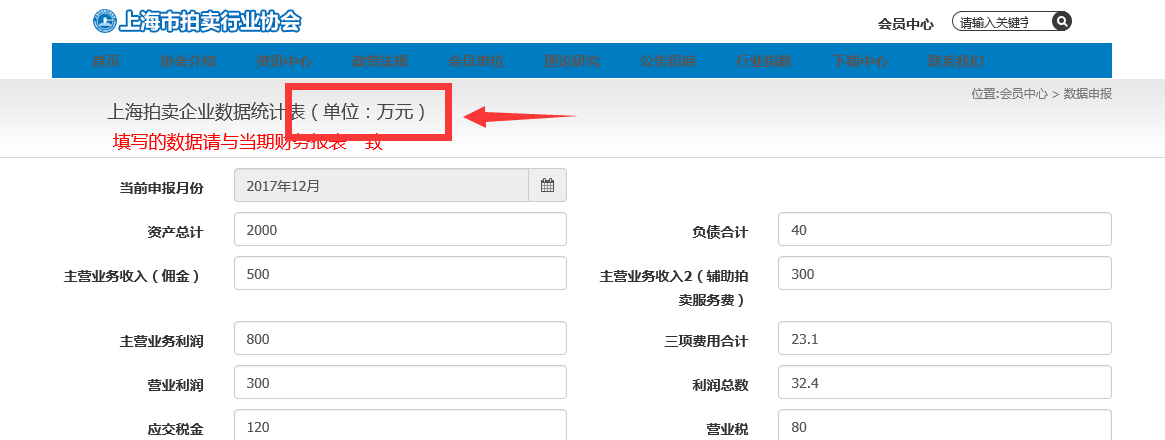 上海市拍卖行业协会
会员中心
请输入关键字
首页 协会介绍 资讯中心 政策法规 会员单位 理论研究 公告招商 行业指数 下载中心 联系我们
位置:会员中心 > 数据申报
上海拍卖企业数据统计表（单位：万元）
填写的数据请与当期财务报表一致
当前申报月份 2017年12月
资产总计 2000 负债合计 40
主营业务收入（佣金） 500 主营业务收入2（辅助拍
卖服务费） 300
主营业务利润 800 三项费用合计 23.1
营业利润 300 利润总数 32.4
应交税金 120 营业税 80